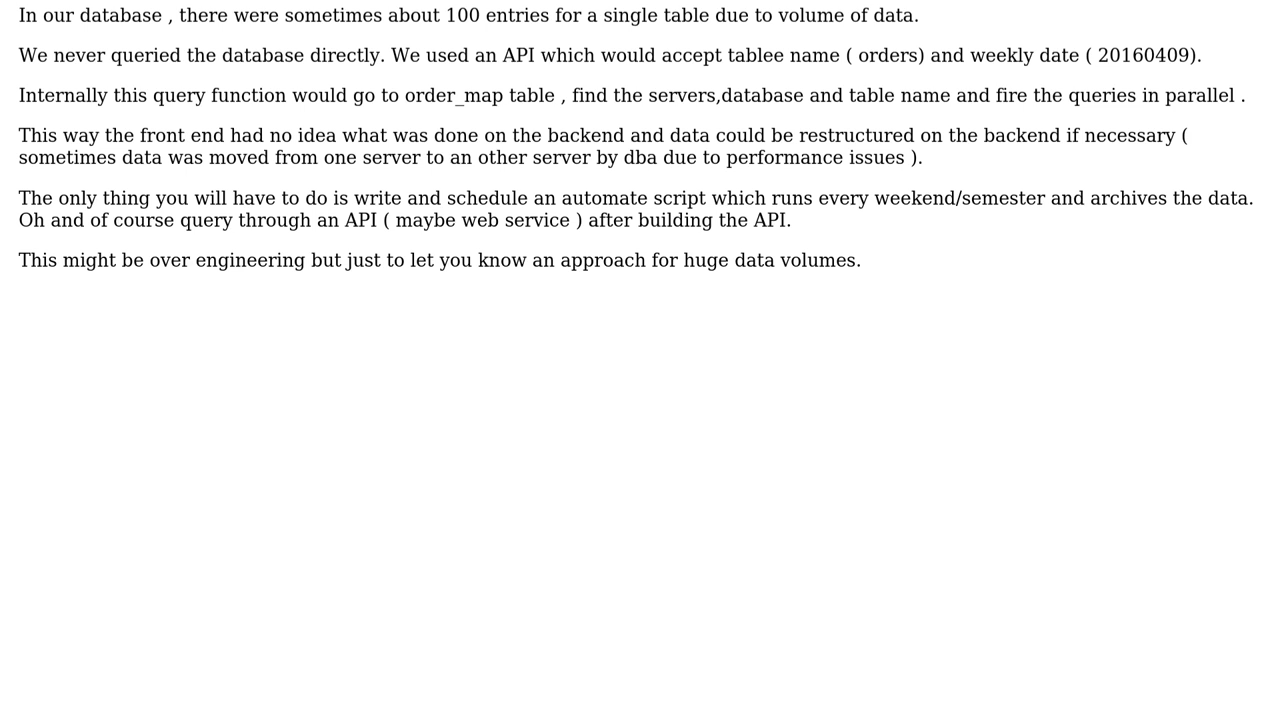 In our database , there were sometimes about 100 entries for a single table due to volume of data.
We never queried the database directly. We used an API which would accept tablee name ( orders) and weekly date ( 20160409).
Internally this query function would go to order_map table , find the servers,database and table name and fire the queries in parallel .
This way the front end had no idea what was done on the backend and data could be restructured on the backend if necessary (
sometimes data was moved from one server to an other server by dba due to performance issues ).
The only thing you will have to do is write and schedule an automate script which runs every weekend/semester and archives the data.
Oh and of course query through an API ( maybe web service ) after building the API.
This might be over engineering but just to let you know an approach for huge data volumes.